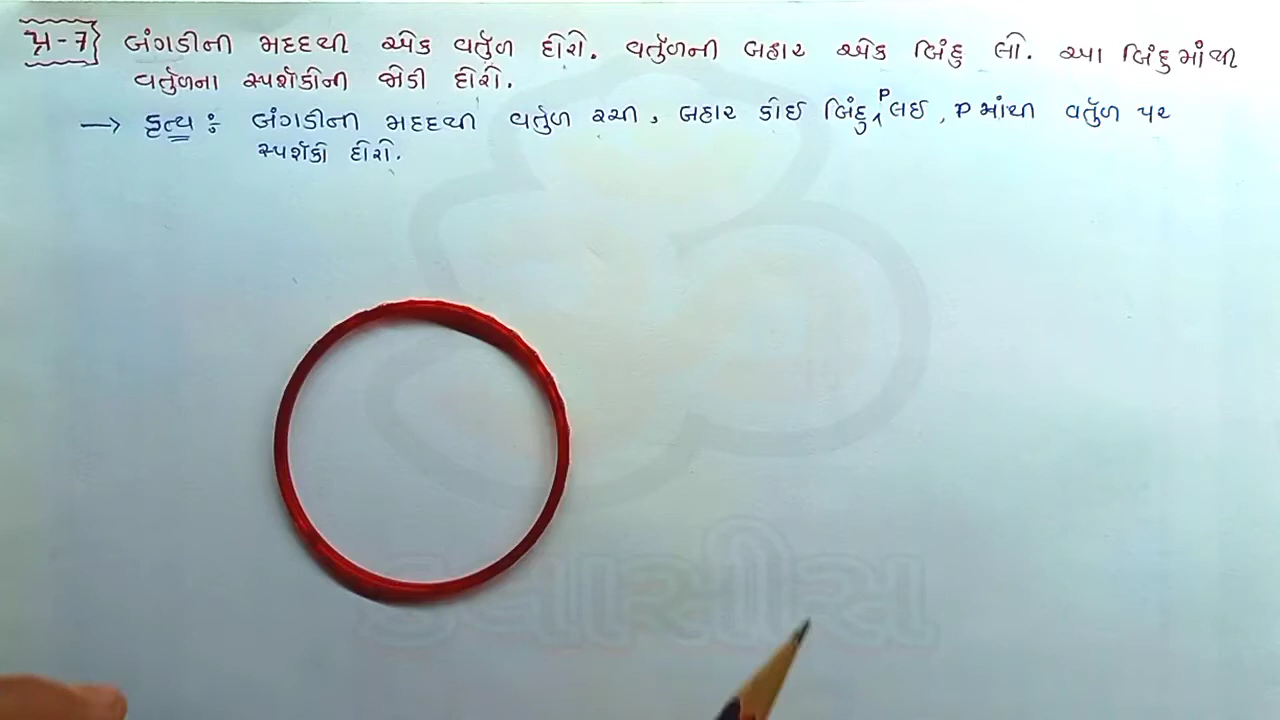 પ્ર-7 બંગડીની મદદથી એક વર્તુળ દોરો. વર્તુળની બહાર એક બિંદુ લો. આ બિંદુમાંથી
વર્તુળના સ્પર્શકોની જોડી દોરો.
→ કૃત્ય : બંગડીની મદદથી વર્તુળ રચી, બહાર કોઈ બિંદુ P લઈ, P માંથી વર્તુળ પર
સ્પર્શકો દોરો.